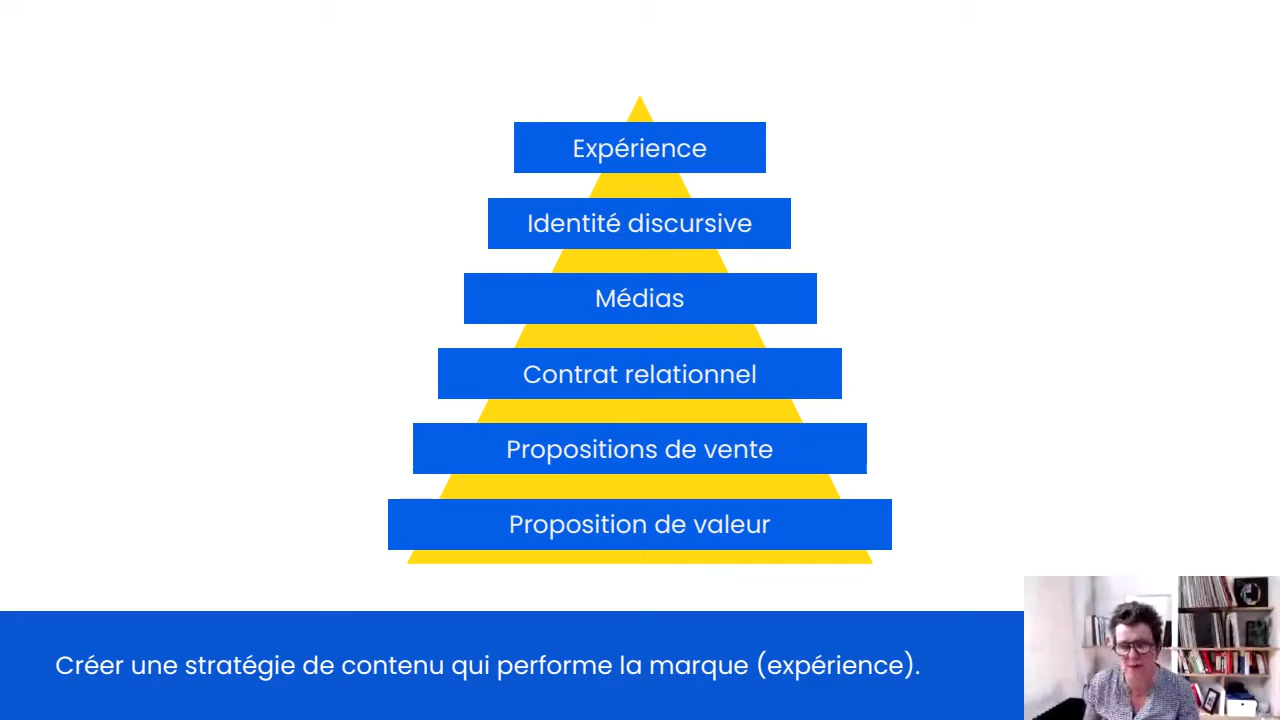 Expérience
Identité discursive
Médias
Contrat relationnel
Propositions de vente
Proposition de valeur
Créer une stratégie de contenu qui performe la marque (expérience).